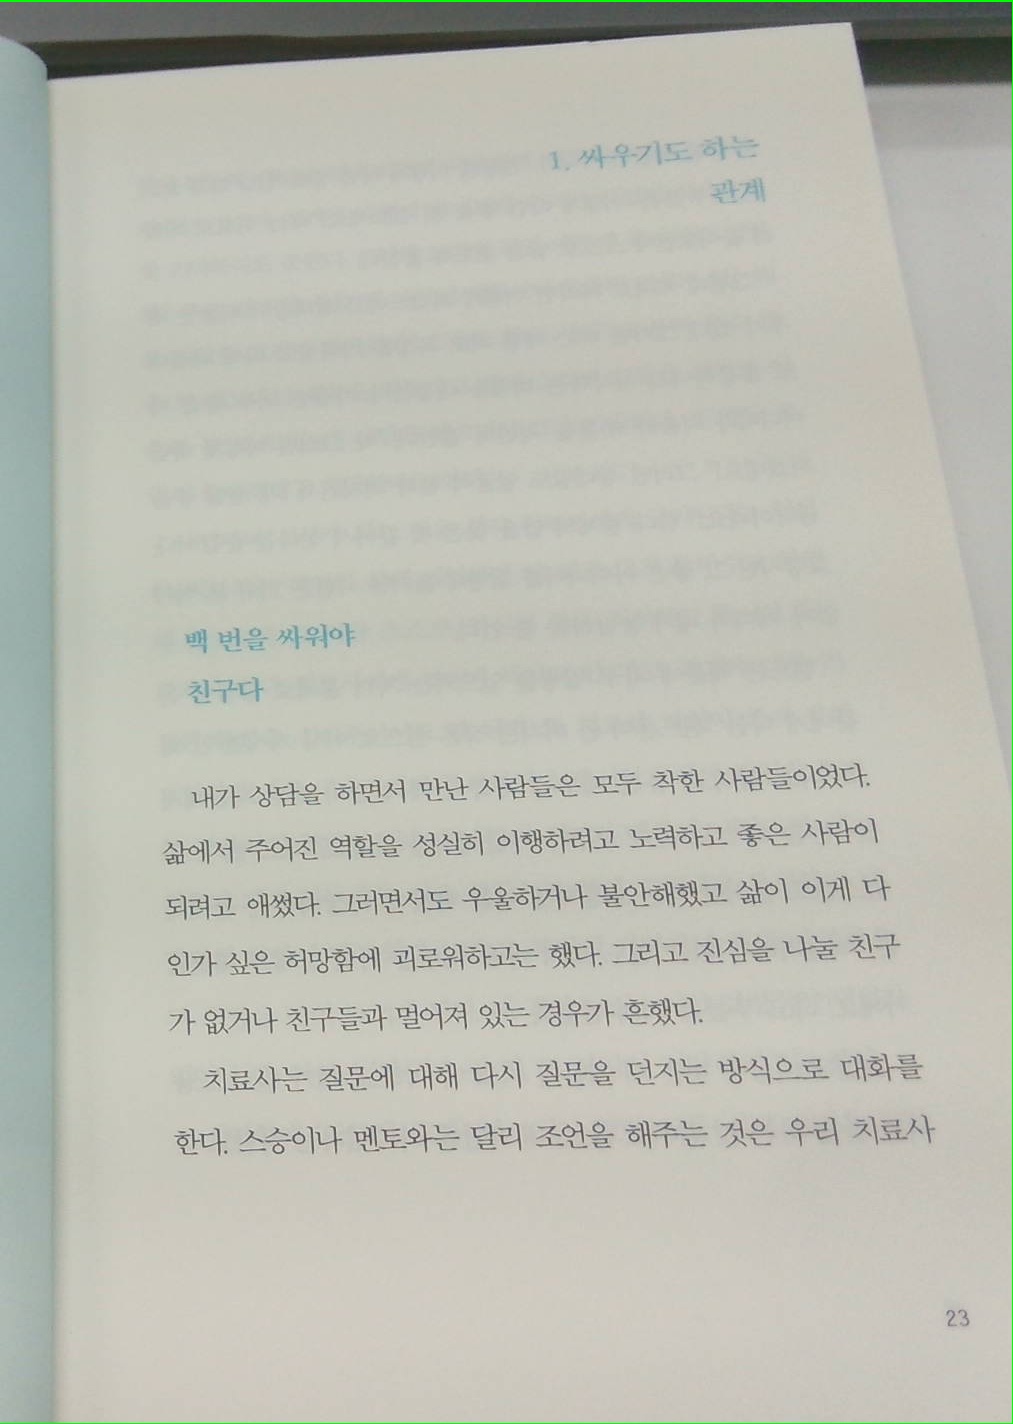 1. 싸우기도 하는
관계
백 번을 싸워야
친구다
내가 상담을 하면서 만난 사람들은 모두 착한 사람들이었다.
삶에서 주어진 역할을 성실히 이행하려고 노력하고 좋은 사람이
되려고 애썼다. 그러면서도 우울하거나 불안해했고 삶이 이게 다
인가 싶은 허망함에 괴로워하고는 했다. 그리고 진심을 나눌 친구
가 없거나 친구들과 멀어져 있는 경우가 흔했다.
치료사는 질문에 대해 다시 질문을 던지는 방식으로 대화를
한다. 스승이나 멘토와는 달리 조언을 해주는 것은 우리 치료사
23